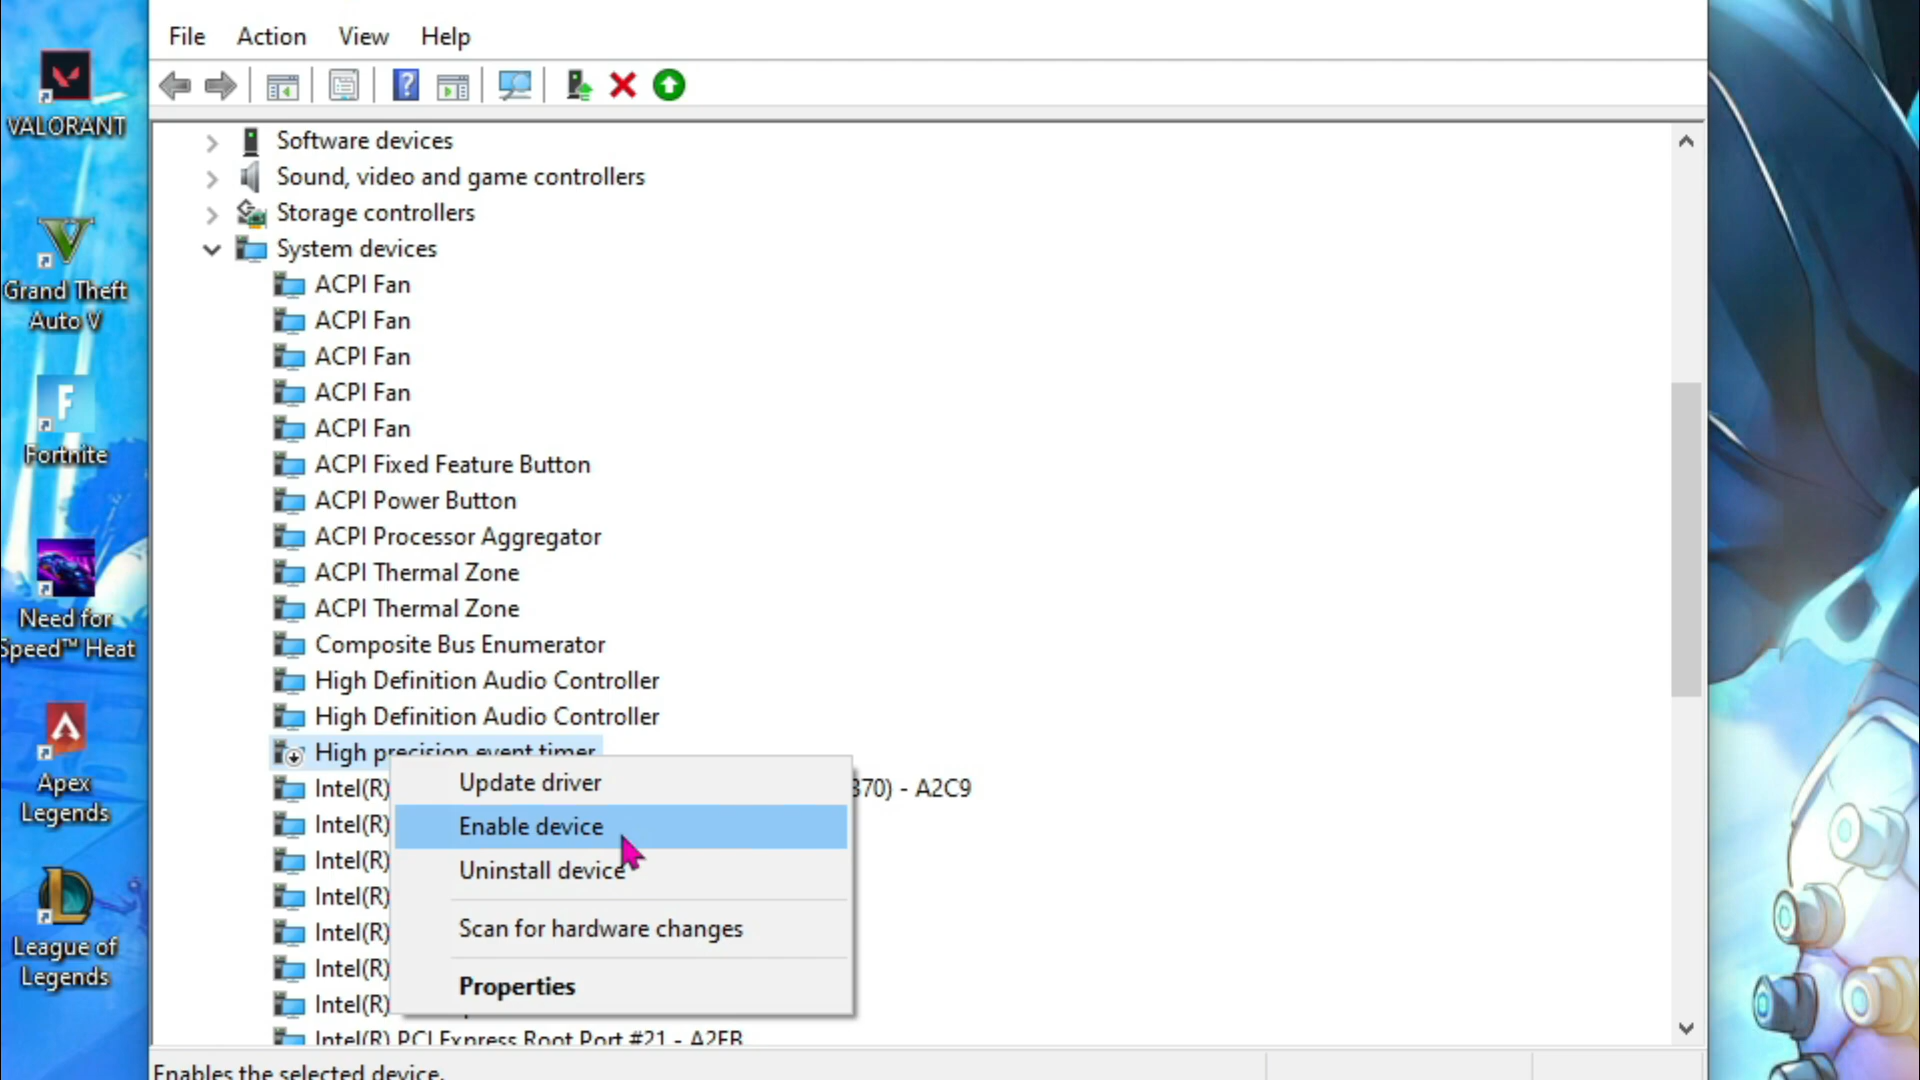 File Action View Help
VALORANT
Grand Theft
Auto V
Fortnite
Need for
Speed™ Heat
Apex
Legends
League of
Legends
Software devices
Sound, video and game controllers
Storage controllers
System devices
ACPI Fan
ACPI Fan
ACPI Fan
ACPI Fan
ACPI Fan
ACPI Fixed Feature Button
ACPI Power Button
ACPI Processor Aggregator
ACPI Thermal Zone
ACPI Thermal Zone
Composite Bus Enumerator
High Definition Audio Controller
High Definition Audio Controller
High precision event timer
Intel(R) 370) - A2C9
Intel(R)
Intel(R)
Intel(R)
Intel(R)
Intel(R)
Intel(R)
Intel(R) PCI Express Root Port #21 - A2EB
Update driver
Enable device
Uninstall device
Scan for hardware changes
Properties
Enables the selected device.